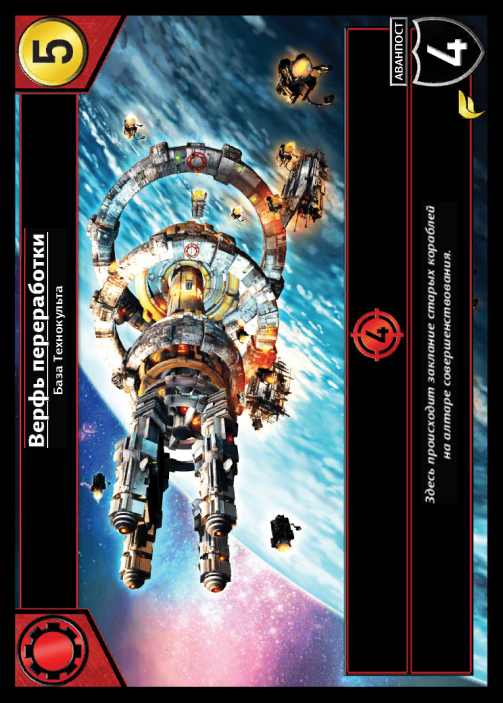 5
Верфь переработки
База Технокульта
4
Здесь происходит заклание старых кораблей
на алтаре совершенствования.
АВАНПОСТ
4